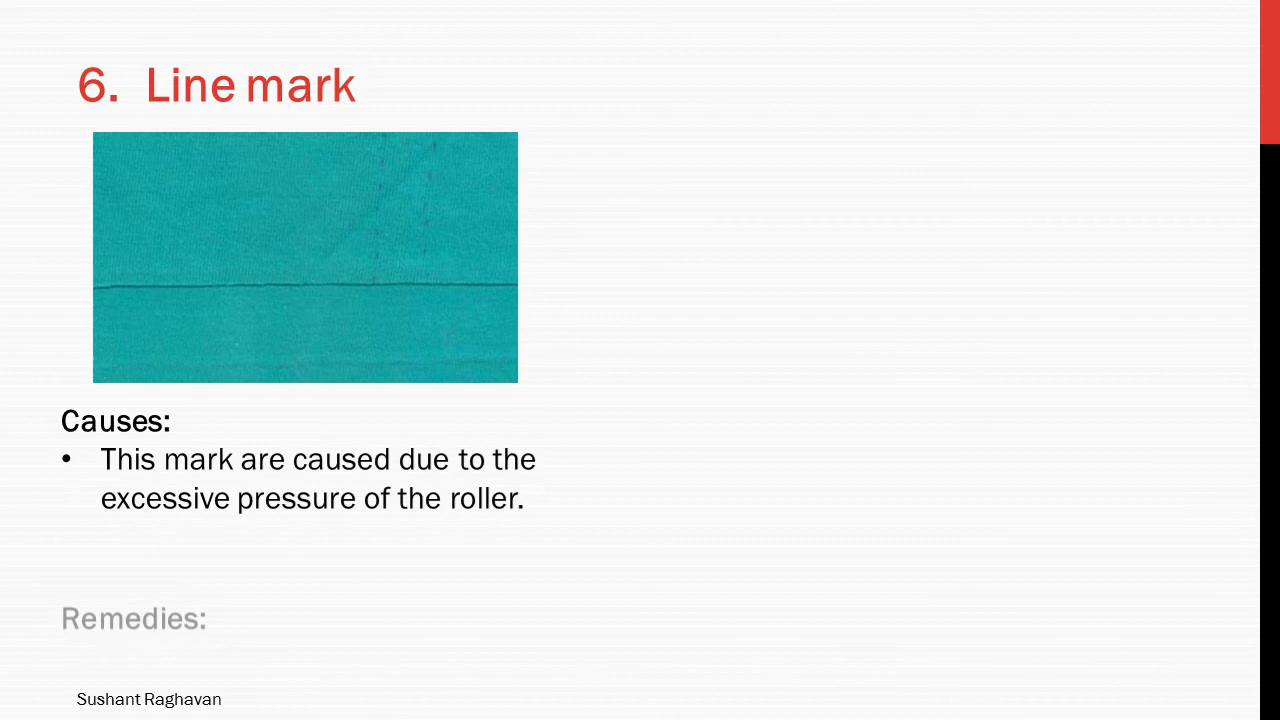 6. Line mark
Causes:
• This mark are caused due to the
excessive pressure of the roller.
Remedies:
Sushant Raghavan